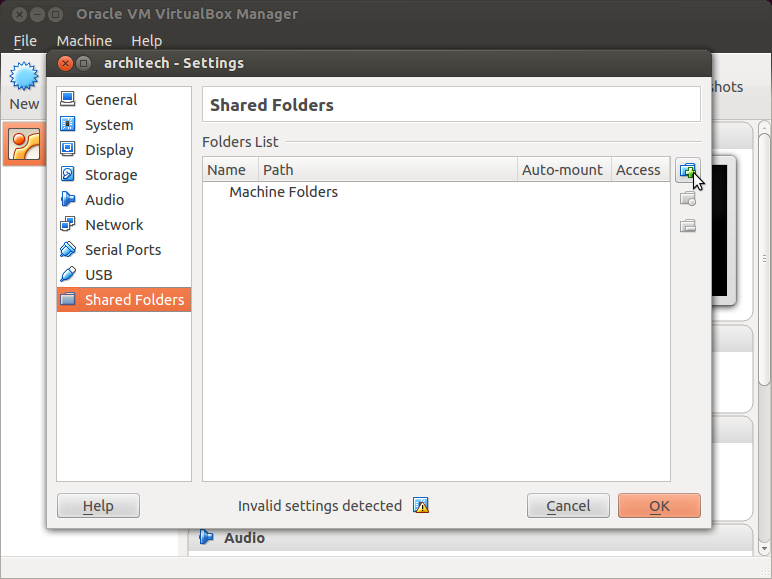 Oracle VM VirtualBox Manager
File Machine Help
architech - Settings
New
General
System
Display
Storage
Audio
Network
Serial Ports
USB
Shared Folders
Shared Folders
Folders List
Name Path Auto-mount Access
Machine Folders
shots
Help
Invalid settings detected
Cancel
OK
Audio